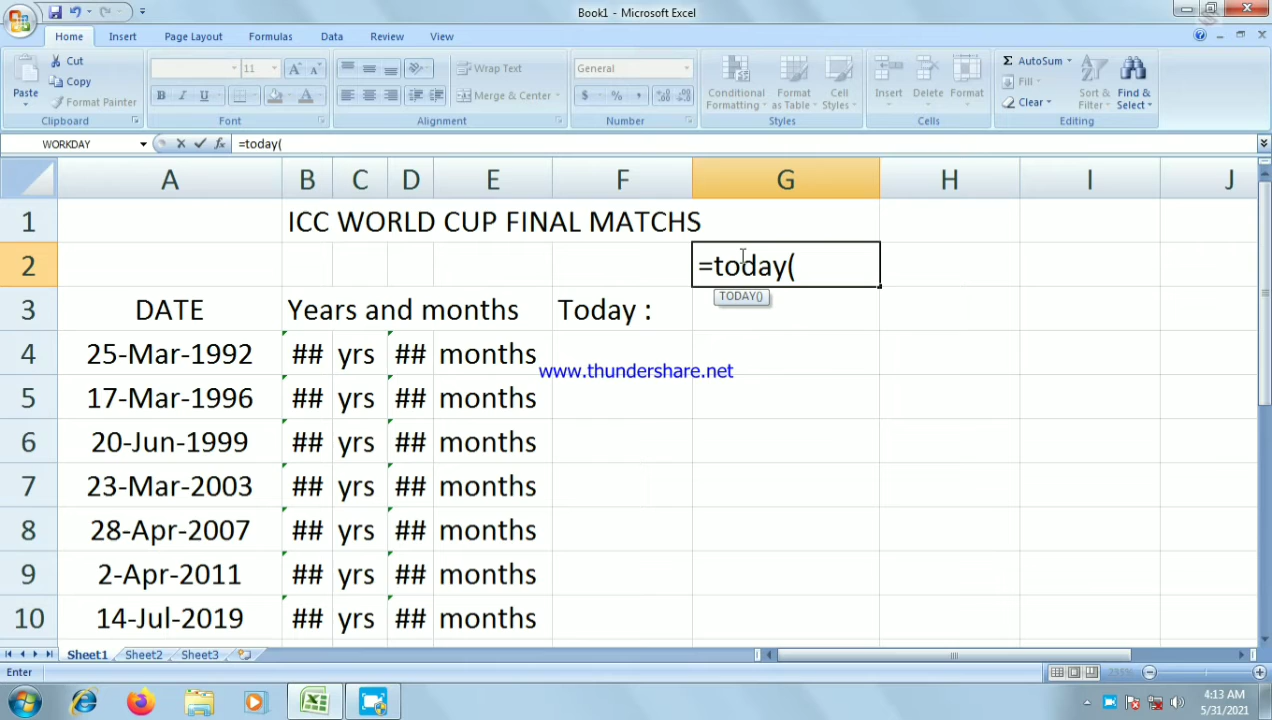 Book1 - Microsoft Excel
Home Insert Page Layout Formulas Data Review View
Paste
Cut
Copy
Format Painter
Clipboard
11 A A
B I U A
Font
Wrap Text
Merge & Center
Alignment
General
$ % ,
Number
Conditional Formatting
Format as Table
Cell Styles
Styles
Insert Delete Format
Cells
Σ AutoSum
Fill
Clear
Sort & Filter
Find & Select
Editing
WORKDAY fx =today(
A B C D E F G H I J
1 ICC WORLD CUP FINAL MATCHS
2 =today(
TODAY()
3 DATE Years and months Today :
4 25-Mar-1992 ## yrs ## months
www.thundershare.net
5 17-Mar-1996 ## yrs ## months
6 20-Jun-1999 ## yrs ## months
7 23-Mar-2003 ## yrs ## months
8 28-Apr-2007 ## yrs ## months
9 2-Apr-2011 ## yrs ## months
10 14-Jul-2019 ## yrs ## months
Sheet1 Sheet2 Sheet3
Enter
4:13 AM
5/31/2021